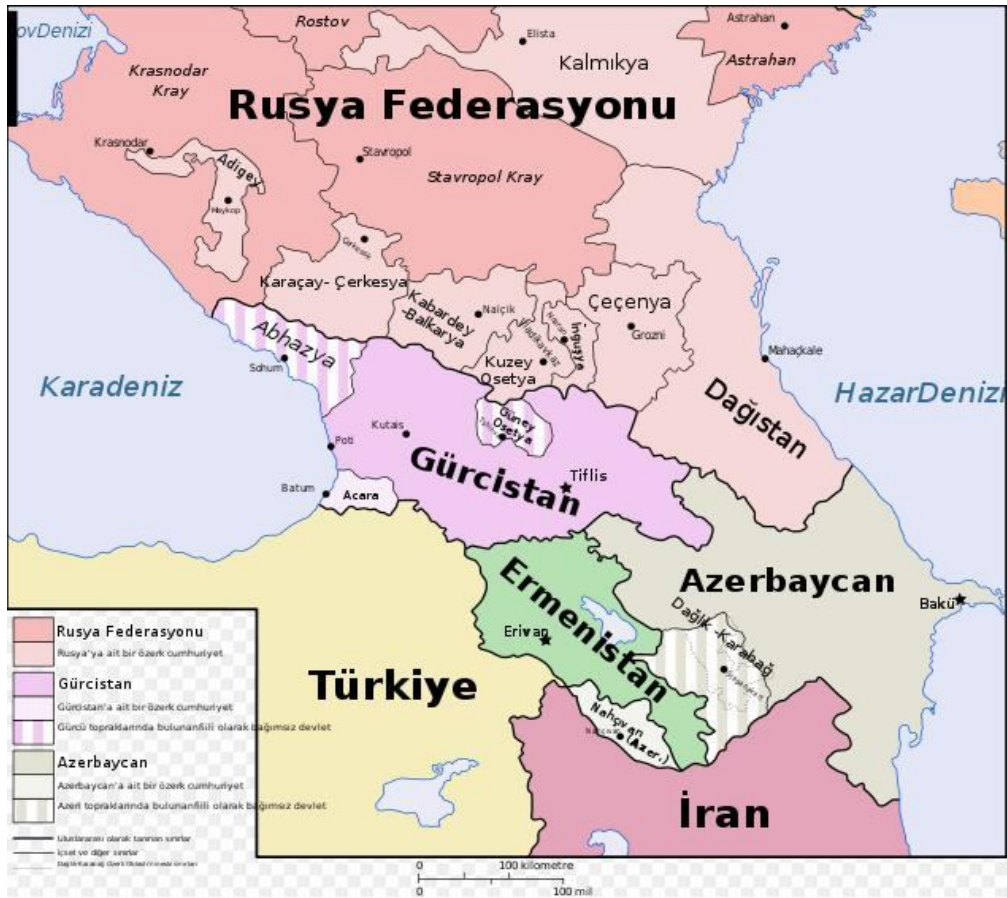 ovDenizi
Rostov
Elista
Astrahan
Kalmıkya
Astrahan
Krasnodar
Kray
Rusya Federasyonu
Krasnodar
Adigey
Stavropol
Stavropol Kray
Maykop
Çerkessk
Karaçay- Çerkesya
Kabardey
-Balkarya
Nalçik
Vladikavkaz
İnguşye
Çeçenya
Grozni
Abhazya
Sohum
Kuzey
Osetya
Mahaçkale
Karadeniz
HazarDenizi
Dağıstan
Güney
Osetya
Kutais
Poti
Gürcistan
Tiflis
Batum
Acara
Ermenistan
Azerbaycan
Bakü
Dağlık-Karabağ
Erivan
Türkiye
Nahçıvan
(Azer.)
İran
Rusya Federasyonu
Rusya'ya ait bir özerk cumhuriyet
Gürcistan
Gürcistan'a ait bir özerk cumhuriyet
Gürcü topraklarında bulunanfiili olarak bağımsız devlet
Azerbaycan
Azerbaycan'a ait bir özerk cumhuriyet
Azeri topraklarında bulunanfiili olarak bağımsız devlet
Uluslararası olarak tanınan sınırlar
İçsel ve diğer sınırlar
0 100 kilometre
0 100 mil